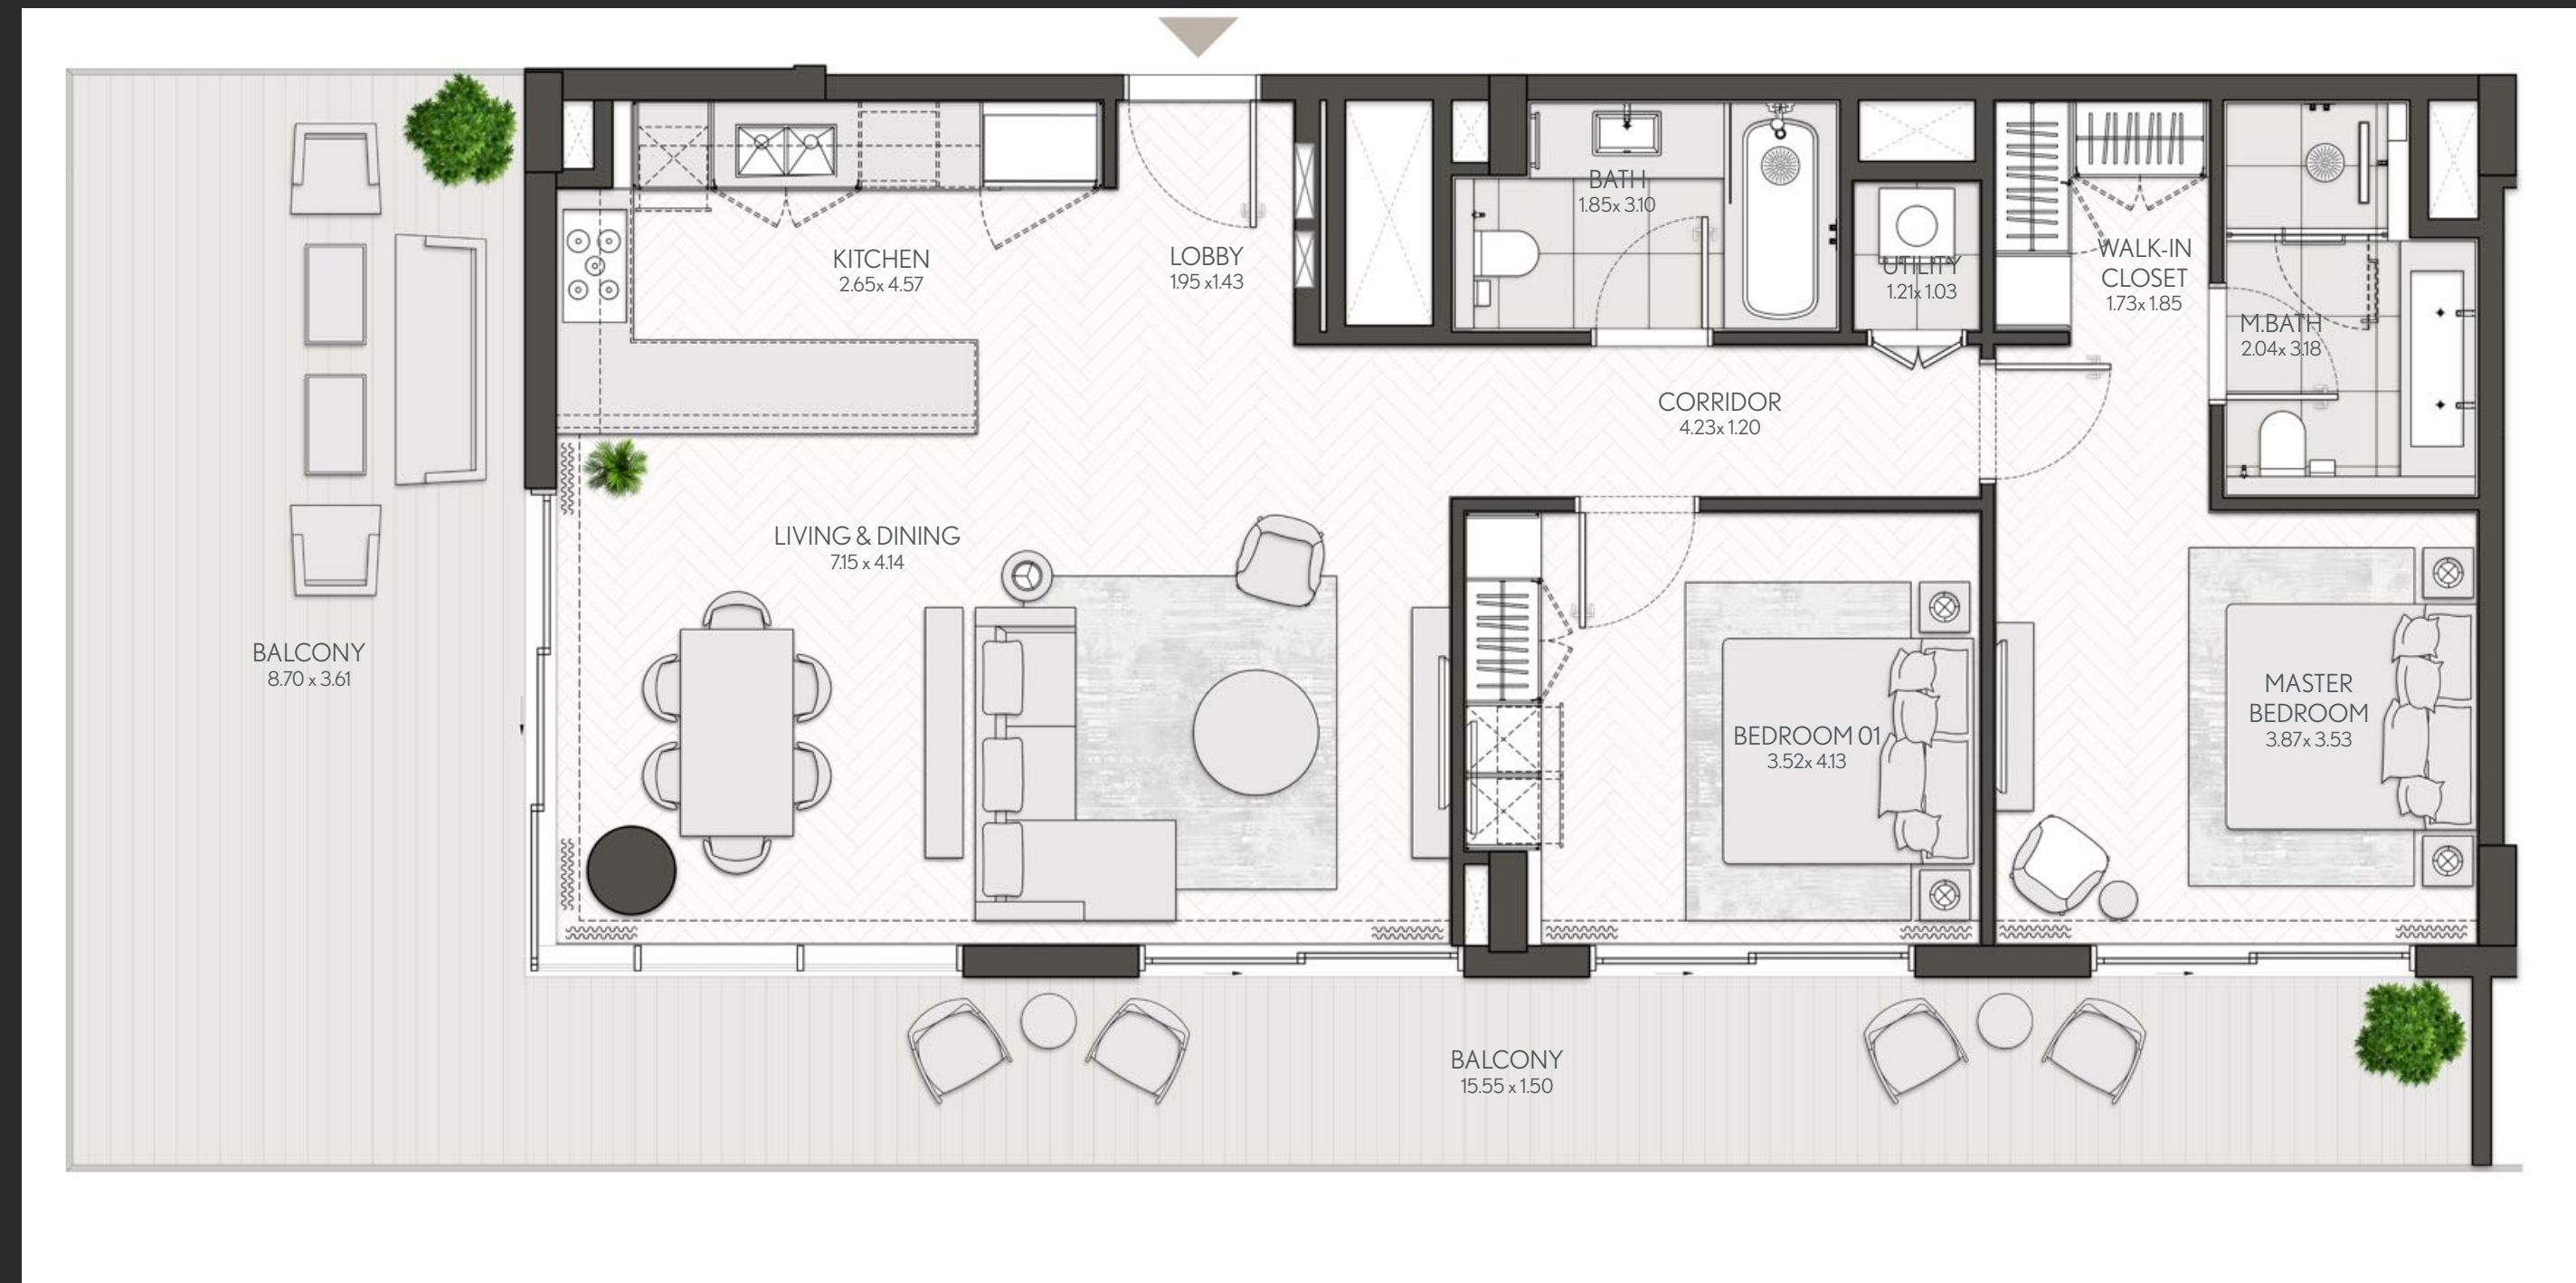 KITCHEN
2.65x 4.57
LOBBY
1.95 x1.43
BATH
1.85x 3.10
UTILITY
1.21x 1.03
WALK-IN
CLOSET
1.73x 1.85
M.BATH
2.04x 3.18
CORRIDOR
4.23x 1.20
LIVING & DINING
7.15 x 4.14
BALCONY
8.70 x 3.61
BEDROOM 01
3.52x 4.13
MASTER
BEDROOM
3.87x 3.53
BALCONY
15.55 x 1.50